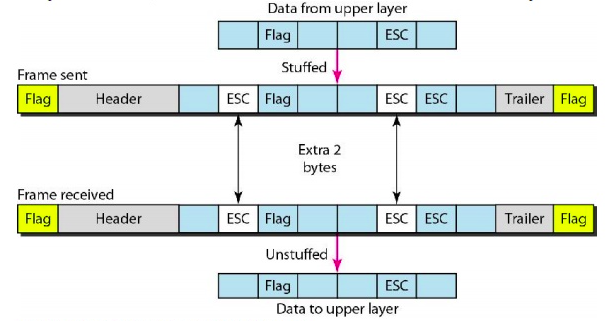 Data from upper layer
Flag ESC
Stuffed
Frame sent
Flag Header ESC Flag ESC ESC Trailer Flag
Extra 2
bytes
Frame received
Flag Header ESC Flag ESC ESC Trailer Flag
Unstuffed
Flag ESC
Data to upper layer